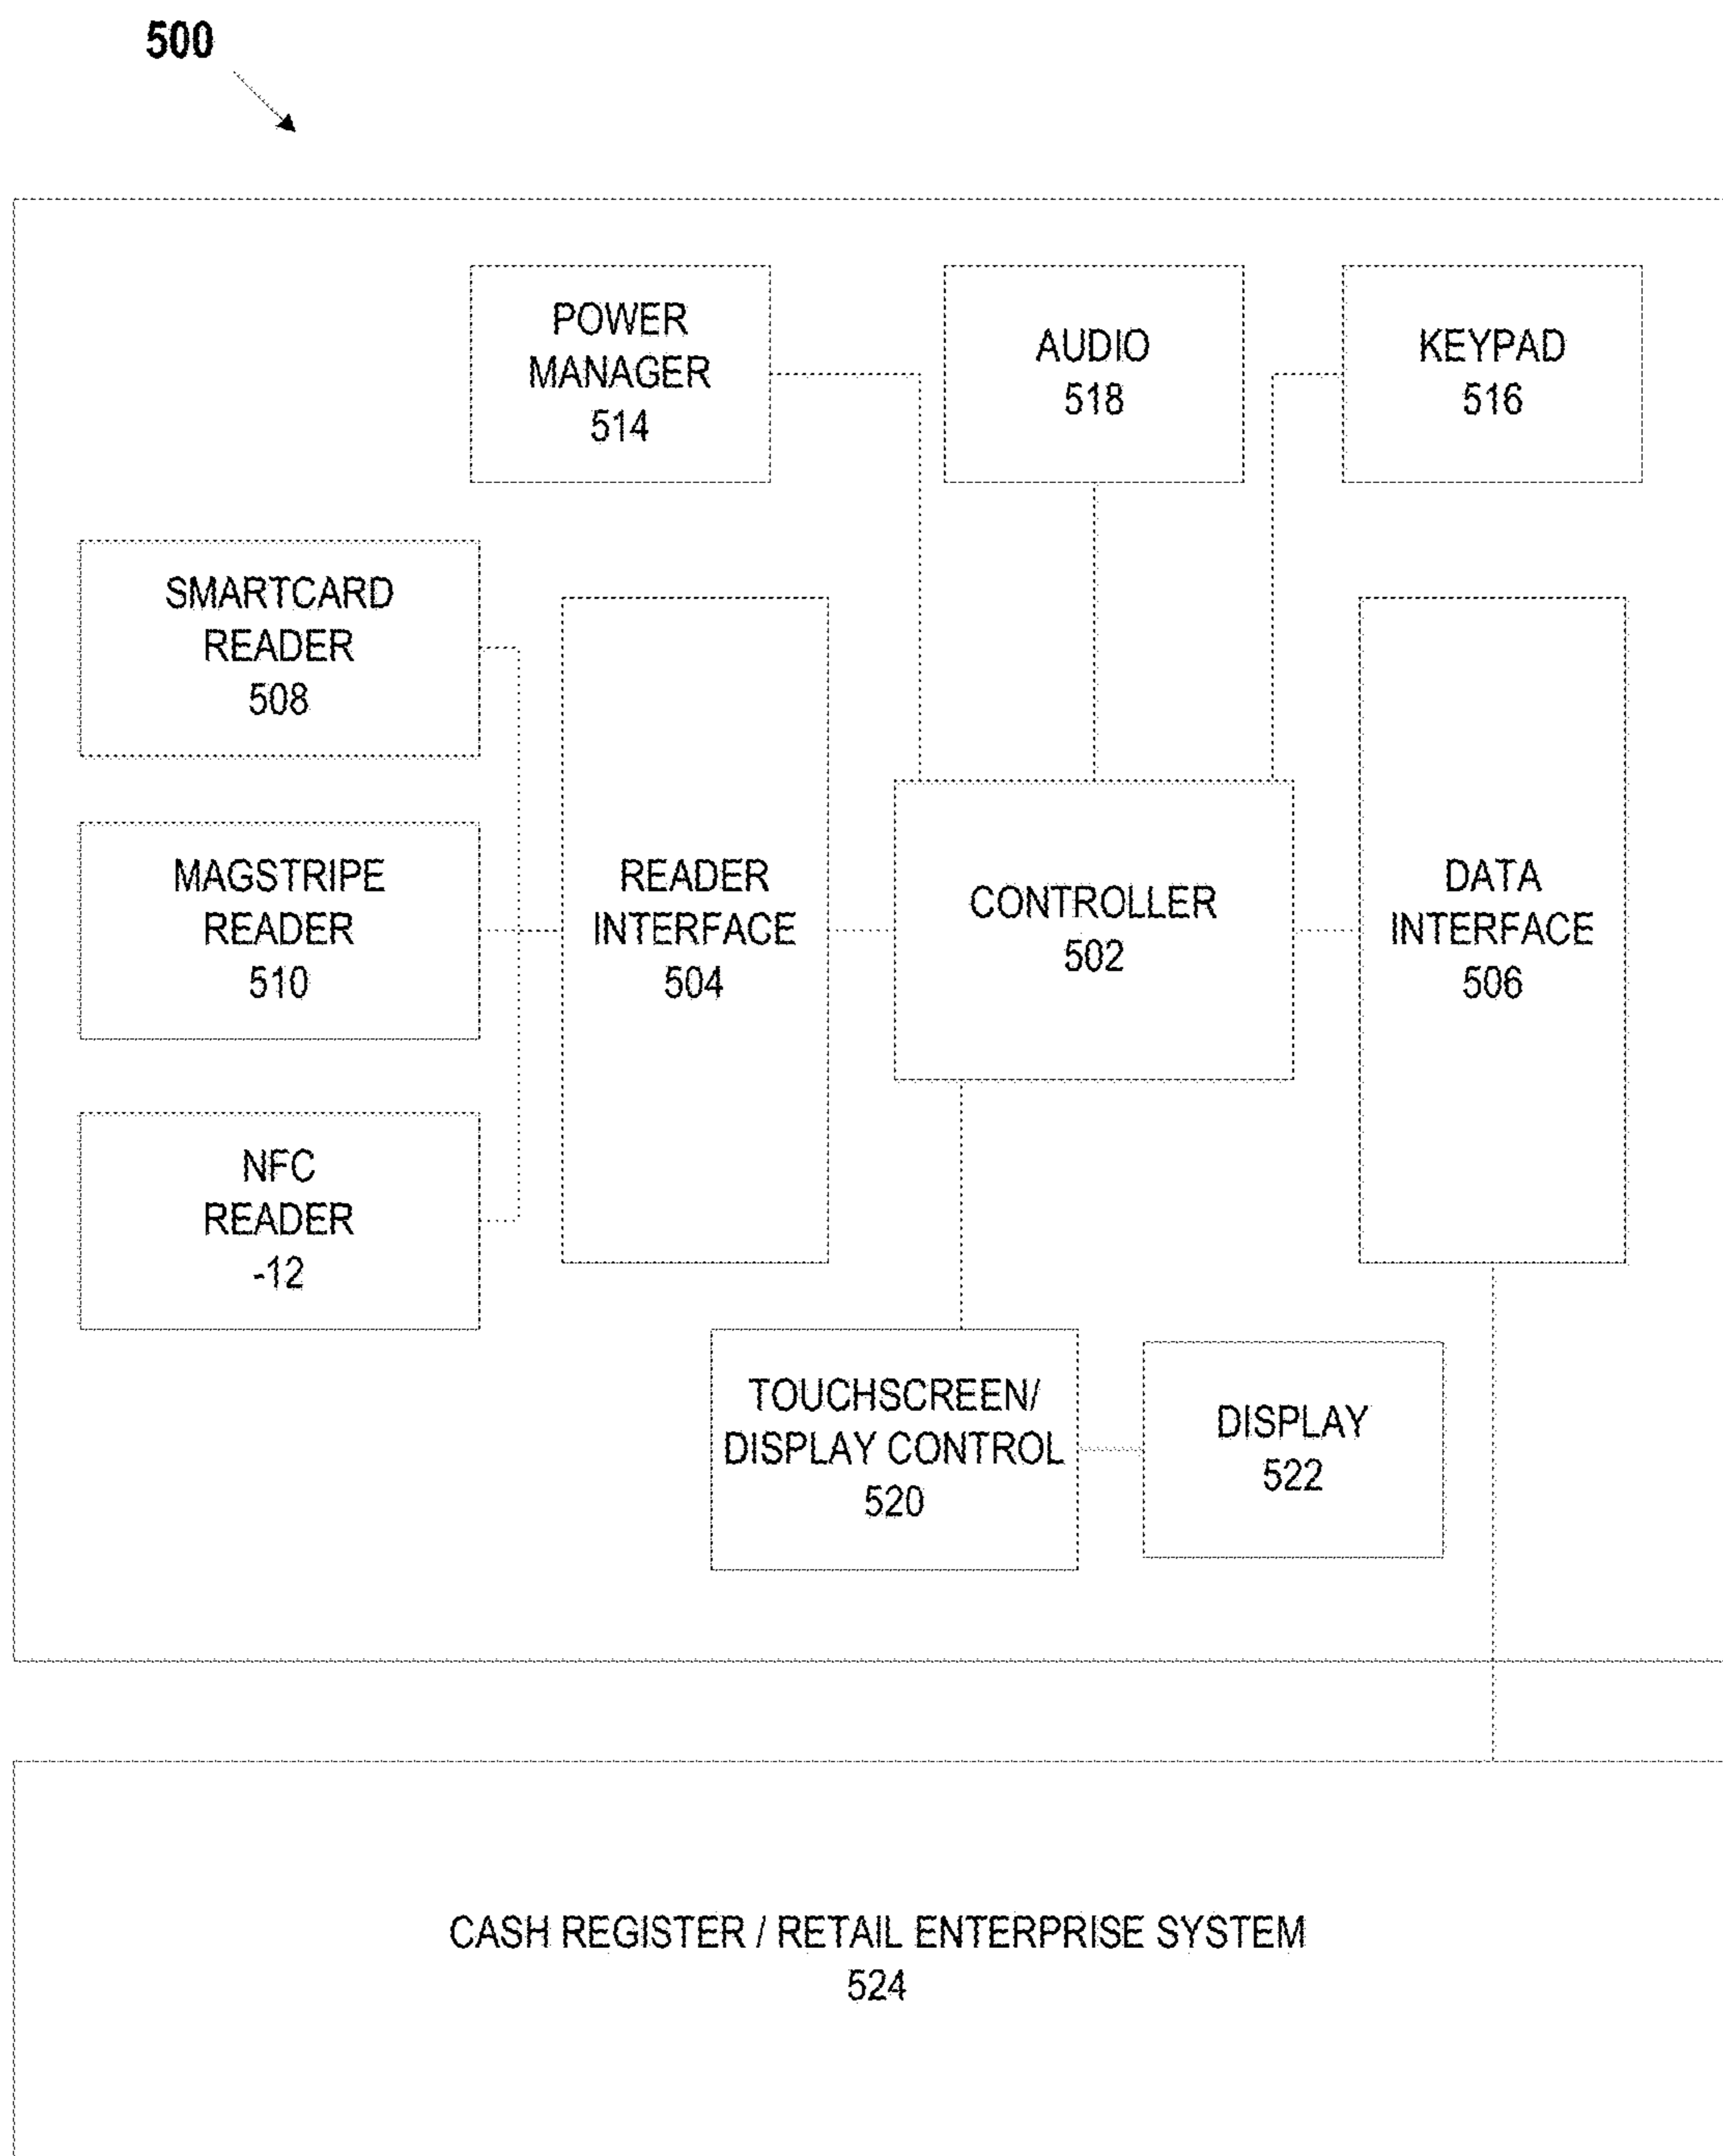 500
POWER
MANAGER
514
AUDIO
518
KEYPAD
516
SMARTCARD
READER
508
MAGSTRIPE
READER
510
NFC
READER
-12
READER
INTERFACE
504
CONTROLLER
502
DATA
INTERFACE
506
TOUCHSCREEN/
DISPLAY CONTROL
520
DISPLAY
522
CASH REGISTER / RETAIL ENTERPRISE SYSTEM
524